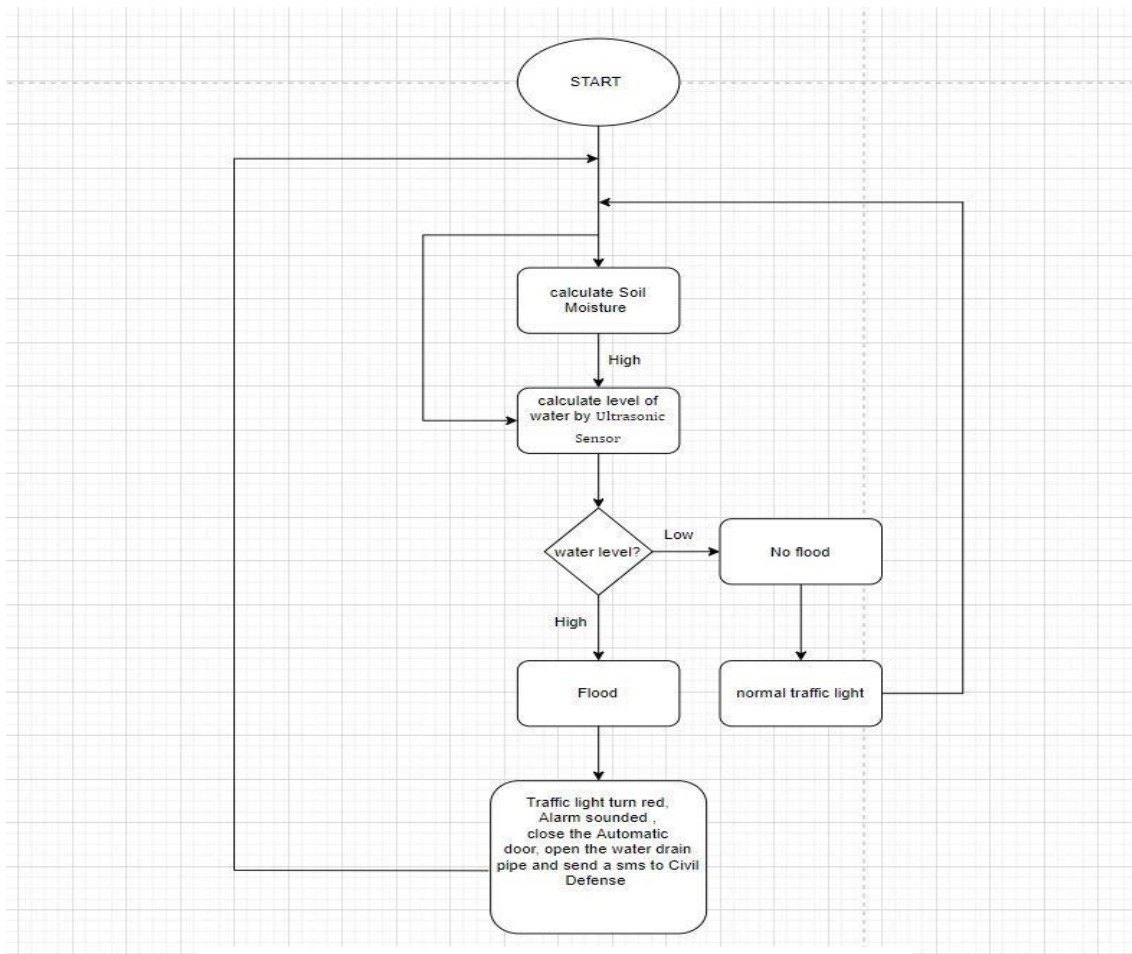 START
calculate Soil
Moisture
High
calculate level of
water by Ultrasonic
Sensor
water level?
Low
No flood
High
Flood
normal traffic light
Traffic light turn red,
Alarm sounded ,
close the Automatic
door, open the water drain
pipe and send a sms to Civil
Defense